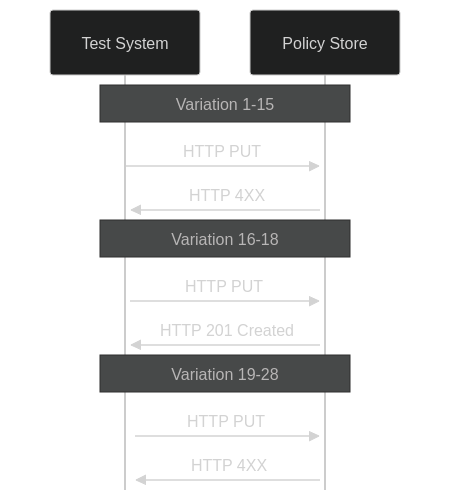 Test System
Policy Store
Variation 1-15
HTTP PUT
HTTP 4XX
Variation 16-18
HTTP PUT
HTTP 201 Created
Variation 19-28
HTTP PUT
HTTP 4XX